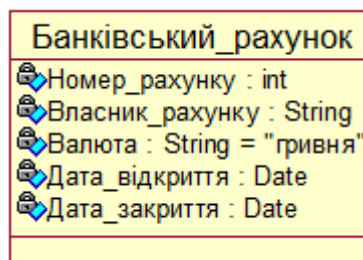 Банківський_рахунок
Номер_рахунку : int
Власник_рахунку : String
Валюта : String = "гривня"
Дата_відкриття : Date
Дата_закриття : Date